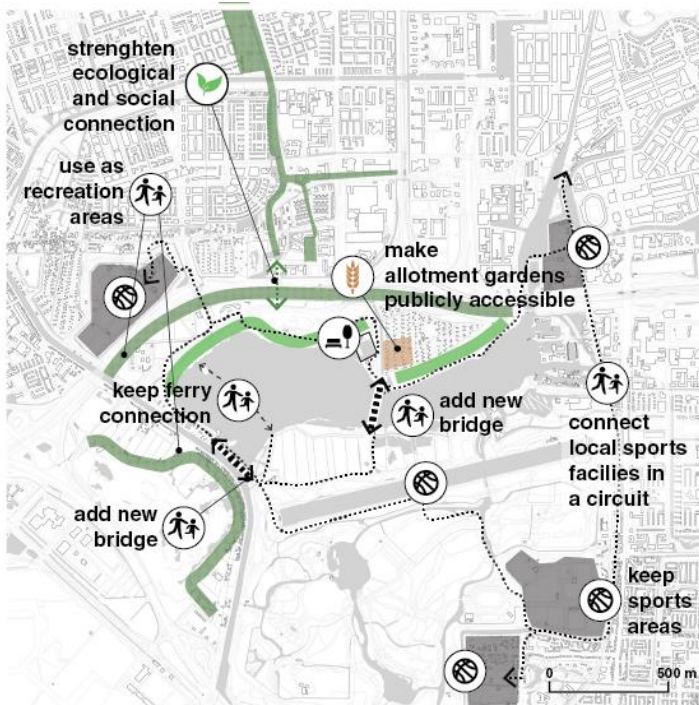 strenghten
ecological
and social
connection
use as
recreation
areas
make
allotment gardens
publicly accessible
keep ferry
connection
add new
bridge
connect
local sports
facilies in
a circuit
add new
bridge
keep
sports
areas
0 500 m